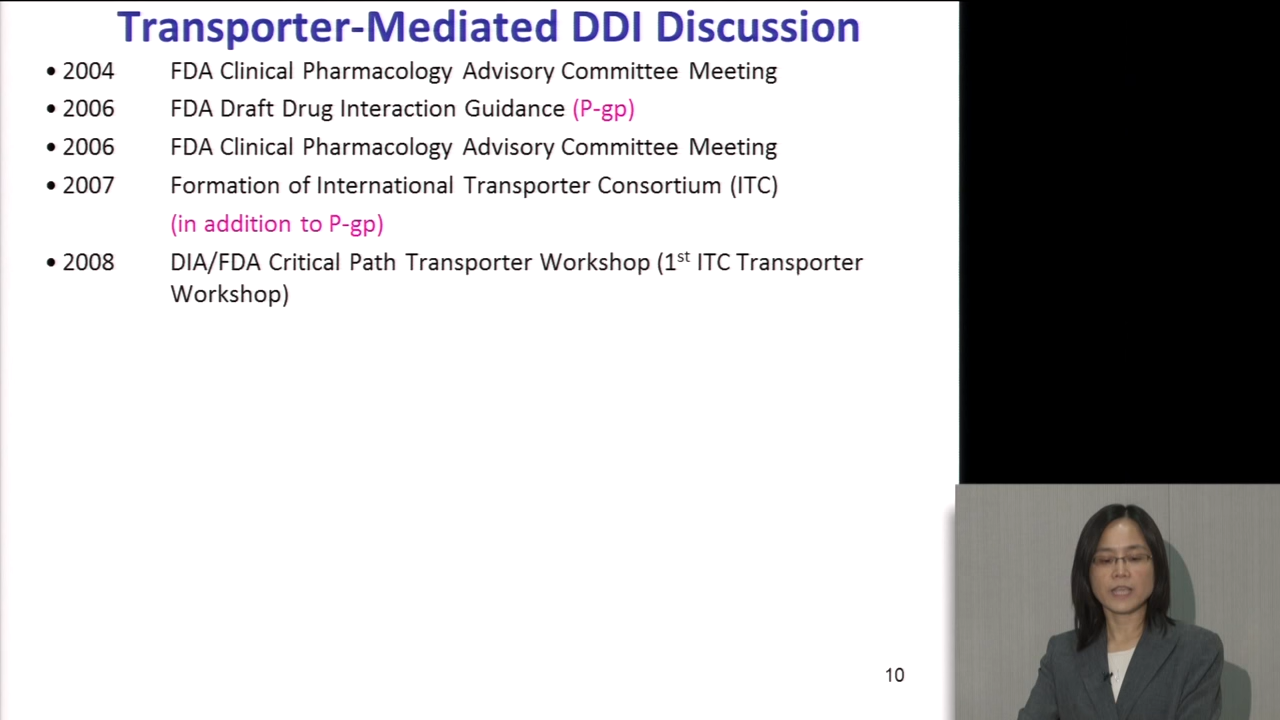 Transporter-Mediated DDI Discussion
• 2004 FDA Clinical Pharmacology Advisory Committee Meeting
• 2006 FDA Draft Drug Interaction Guidance (P-gp)
• 2006 FDA Clinical Pharmacology Advisory Committee Meeting
• 2007 Formation of International Transporter Consortium (ITC)
(in addition to P-gp)
• 2008 DIA/FDA Critical Path Transporter Workshop (1st ITC Transporter
Workshop)
10